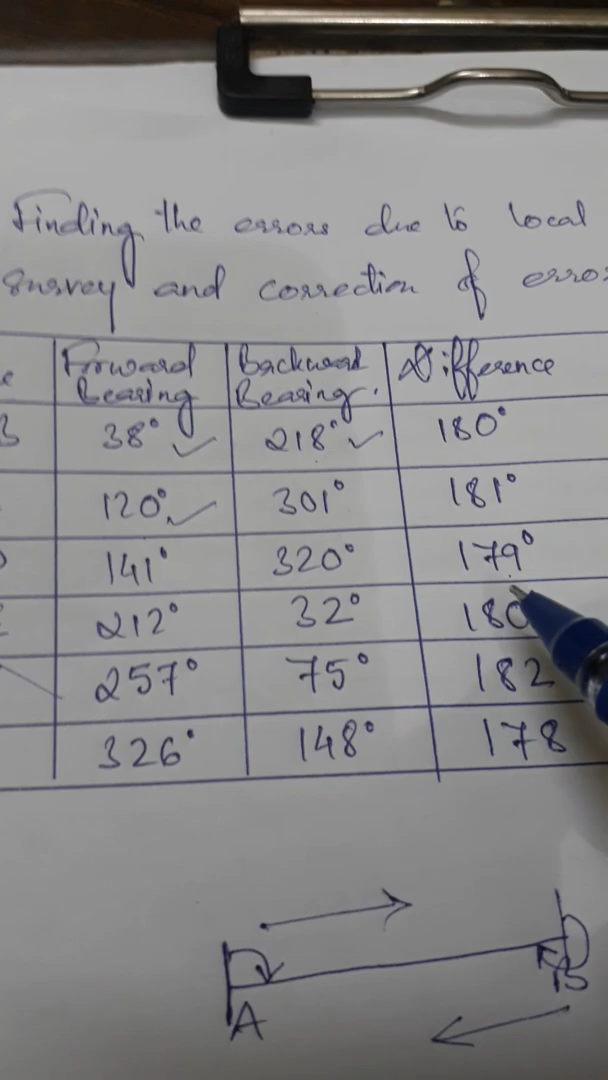 Finding the errors due to local
Survey and correction of erro
Forward Bearing Backward Bearing. Difference
B 38° ✓ 218° ✓ 180°
120° ✓ 301° 181°
D 141° 320° 179°
E 212° 32° 180
257° 75° 182
326° 148° 178
A B